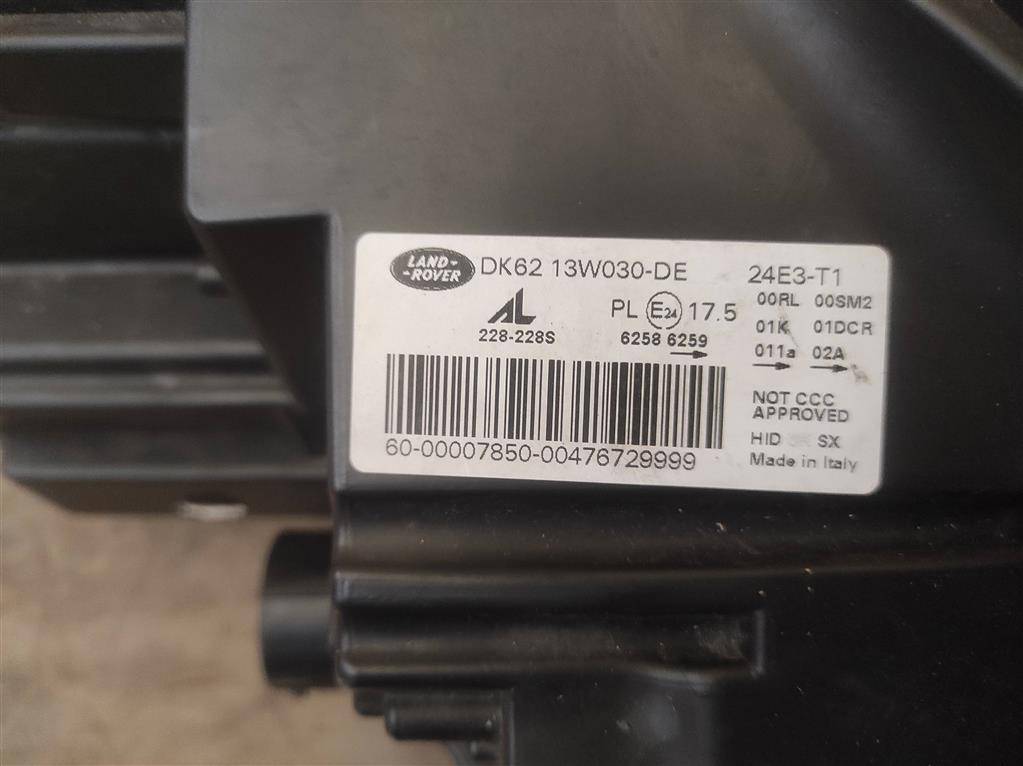 LAND-
-ROVER
DK62 13W030-DE
24E3-T1
AL
228-228S
PL E24 17.5
6258 6259
00RL 00SM2
01K 01DCR
011a 02A
NOT CCC
APPROVED
HID SX
Made in Italy
60-00007850-00476729999